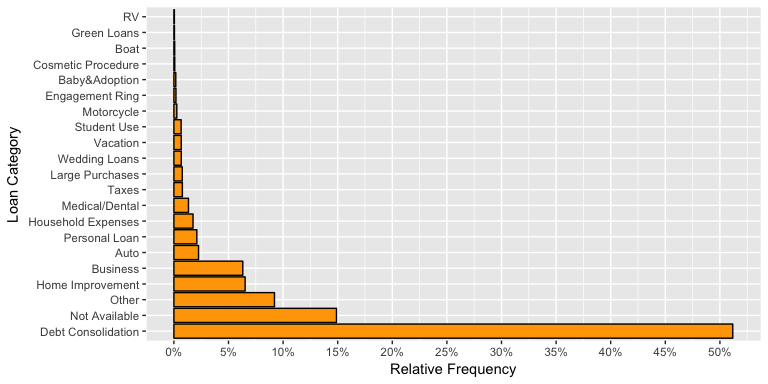 RV
Green Loans
Boat
Cosmetic Procedure
Baby&Adoption
Engagement Ring
Motorcycle
Student Use
Vacation
Wedding Loans
Large Purchases
Taxes
Medical/Dental
Household Expenses
Personal Loan
Auto
Business
Home Improvement
Other
Not Available
Debt Consolidation
Loan Category
0% 5% 10% 15% 20% 25% 30% 35% 40% 45% 50%
Relative Frequency